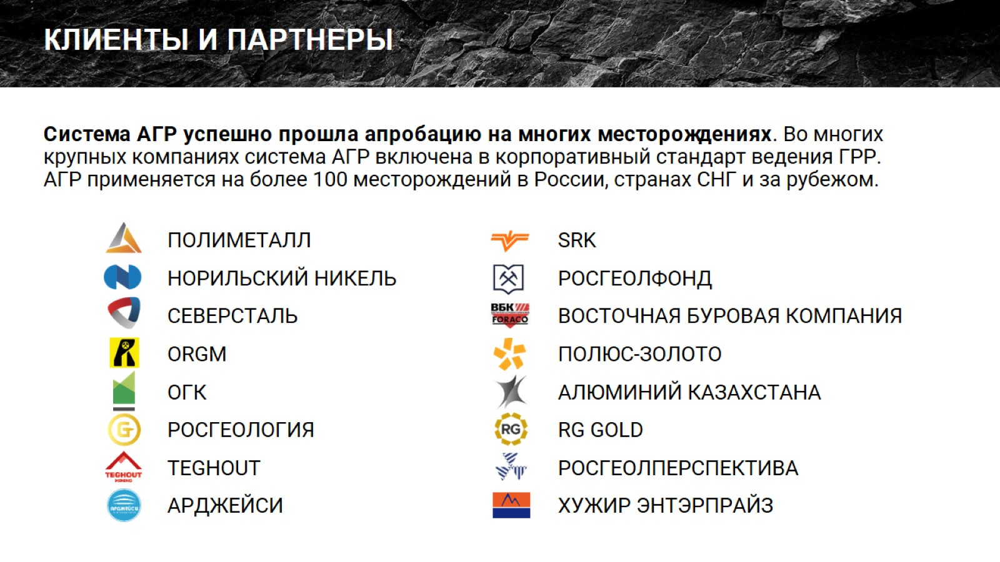 КЛИЕНТЫ И ПАРТНЕРЫ
Система АГР успешно прошла апробацию на многих месторождениях. Во многих
крупных компаниях система АГР включена в корпоративный стандарт ведения ГРР.
АГР применяется на более 100 месторождений в России, странах СНГ и за рубежом.
ПОЛИМЕТАЛЛ
НОРИЛЬСКИЙ НИКЕЛЬ
СЕВЕРСТАЛЬ
ORGM
ОГК
РОСГЕОЛОГИЯ
TEGHOUT
MINING
TEGHOUT
АРДЖЕЙСИ
АРДЖЕЙСИ
SRK
РОСГЕОЛФОНД
ВБК
FORACO
ВОСТОЧНАЯ БУРОВАЯ КОМПАНИЯ
ПОЛЮС-ЗОЛОТО
АЛЮМИНИЙ КАЗАХСТАНА
RG
RG GOLD
РОСГЕОЛПЕРСПЕКТИВА
ХУЖИР ЭНТЭРПРАЙЗ